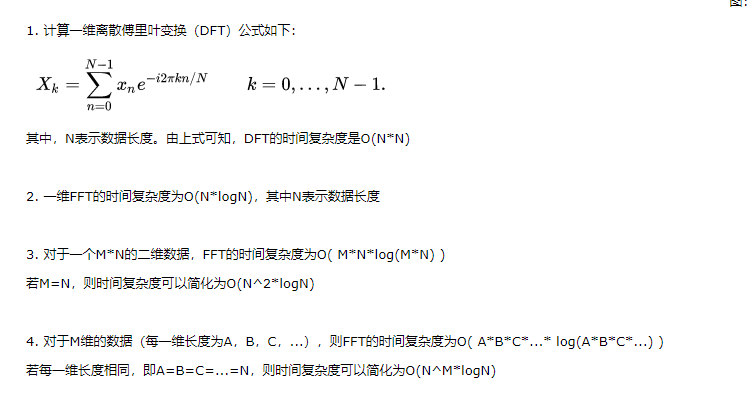 图:
1. 计算一维离散傅里叶变换（DFT）公式如下：
X_k = \sum_{n=0}^{N-1} x_n e^{-i2πkn/N}    k = 0, . . . , N − 1.
其中，N表示数据长度。由上式可知，DFT的时间复杂度是O(N*N)
2. 一维FFT的时间复杂度为O(N*logN)，其中N表示数据长度
3. 对于一个M*N的二维数据，FFT的时间复杂度为O( M*N*log(M*N) )
若M=N，则时间复杂度可以简化为O(N^2*logN)
4. 对于M维的数据（每一维长度为A，B，C，...）, 则FFT的时间复杂度为O( A*B*C*...* log(A*B*C*...) )
若每一维长度相同，即A=B=C=...=N，则时间复杂度可以简化为O(N^M*logN)